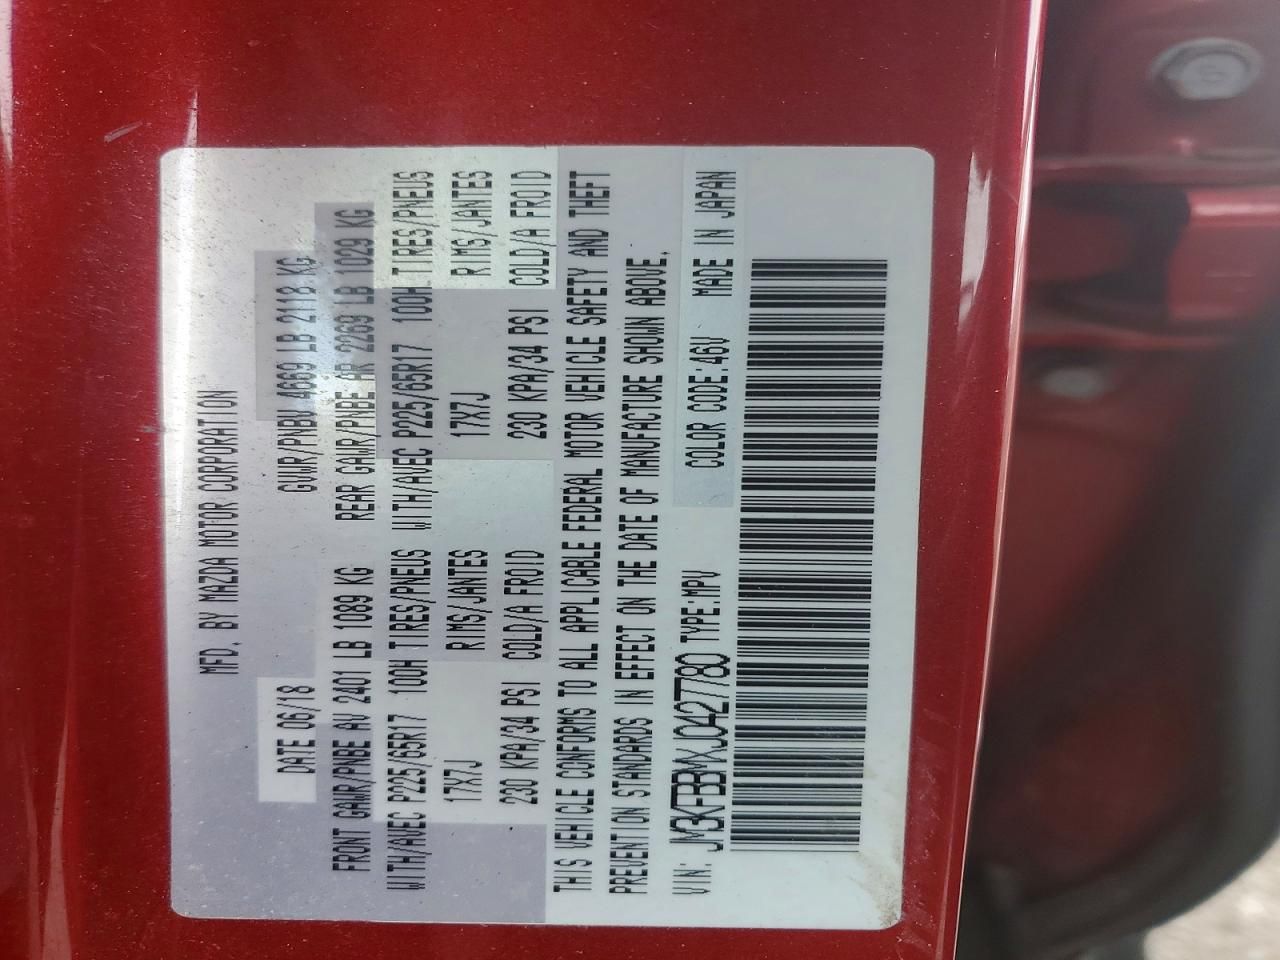 MFD. BY MAZDA MOTOR CORPORATION
DATE 06/18 GVWR/PNBV 4669 LB 2118 KG
FRONT GAWR/PNBE AV 2401 LB 1089 KG REAR GAWR/PNBE AR 2269 LB 1029 KG
WITH/AVEC P225/65R17 100H TIRES/PNEUS WITH/AVEC P225/65R17 100H TIRES/PNEUS
17X7J RIMS/JANTES 17X7J RIMS/JANTES
230 KPA/34 PSI COLD/A FROID 230 KPA/34 PSI COLD/A FROID
THIS VEHICLE CONFORMS TO ALL APPLICABLE FEDERAL MOTOR VEHICLE SAFETY AND THEFT
PREVENTION STANDARDS IN EFFECT ON THE DATE OF MANUFACTURE SHOWN ABOVE.
VIN: JM3KFBBMXJ0427780 TYPE:MPV COLOR CODE:46V MADE IN JAPAN